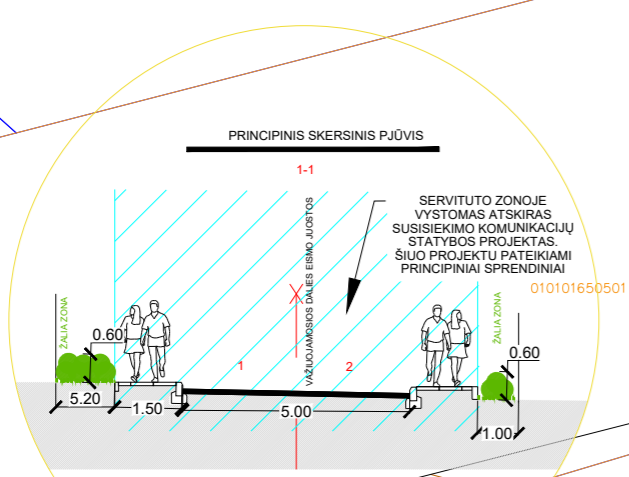 PRINCIPINIS SKERSINIS PJŪVIS
1-1
SERVITUTO ZONOJE
VYSTOMAS ATSKIRAS
SUSISIEKIMO KOMUNIKACIJŲ
STATYBOS PROJEKTAS.
ŠIUO PROJEKTU PATEIKIAMI
PRINCIPINIAI SPRENDINIAI
010101650501
VAŽIUOJAMOSIOS DALIES EISMO JUOSTOS
ŽALIA ZONA
0.60
1
2
ŽALIA ZONA
0.60
5.20
1.50
5.00
1.00